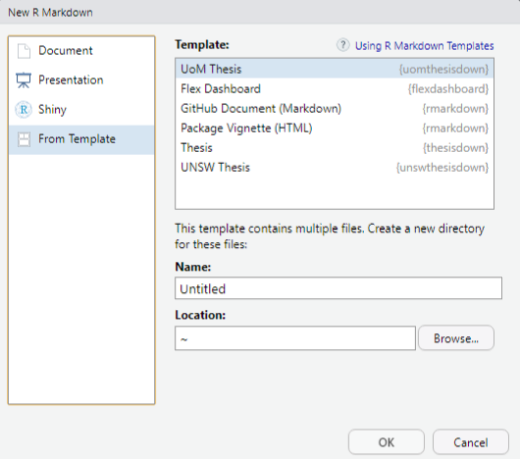 New R Markdown
Document
Presentation
Shiny
From Template
Template:
? Using R Markdown Templates
UoM Thesis {uomthesisdown}
Flex Dashboard {flexdashboard}
GitHub Document (Markdown) {rmarkdown}
Package Vignette (HTML) {rmarkdown}
Thesis {thesisdown}
UNSW Thesis {unswthesisdown}
This template contains multiple files. Create a new directory
for these files:
Name:
Untitled
Location:
~
Browse...
OK
Cancel